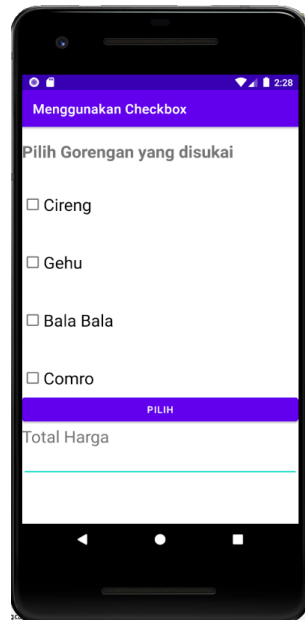 2:28
Menggunakan Checkbox
Pilih Gorengan yang disukai
Cireng
Gehu
Bala Bala
Comro
PILIH
Total Harga